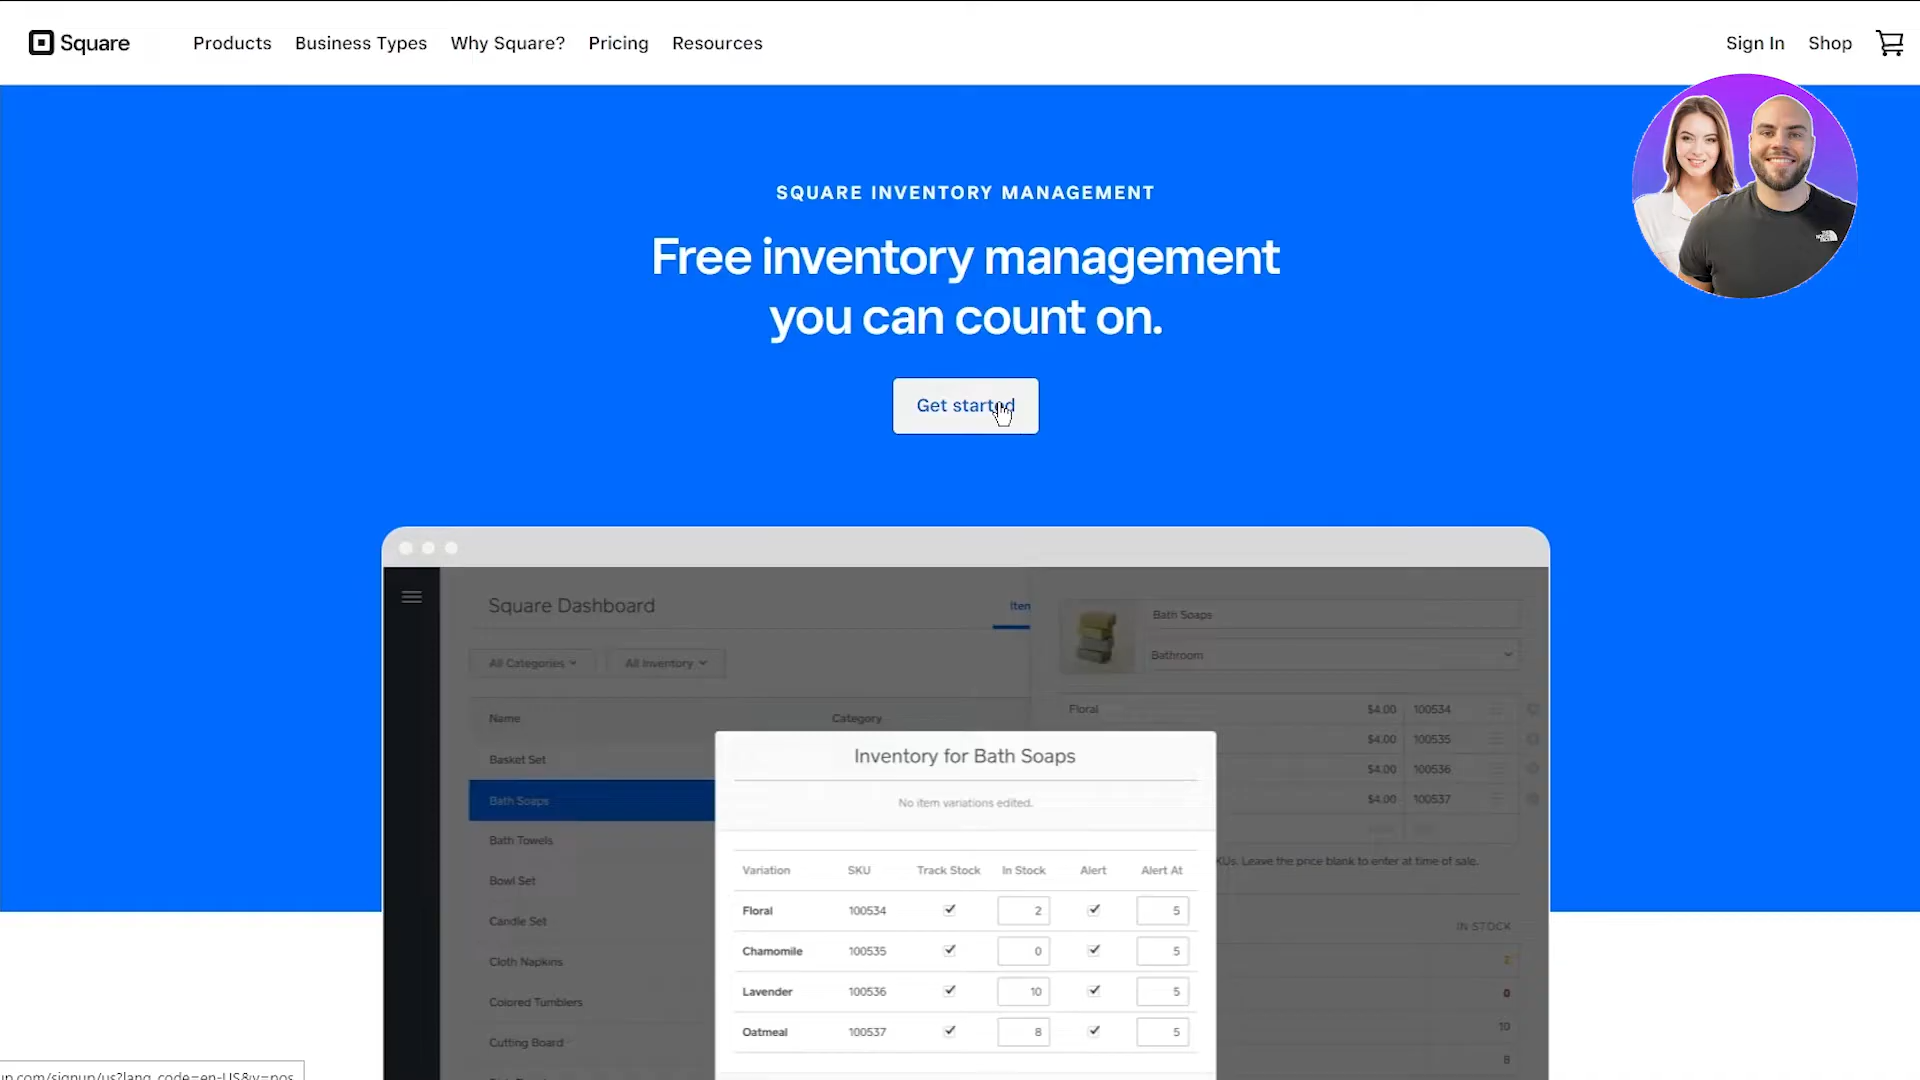 Square
Products Business Types Why Square? Pricing Resources
Sign In Shop
SQUARE INVENTORY MANAGEMENT
Free inventory management
you can count on.
Get started
THE NORTH FACE
Square Dashboard
Item
All Categories All Inventory
Name Category
Basket Set
Bath Soaps
Bath Towels
Bowl Set
Candle Set
Cloth Napkins
Colored Tumblers
Cutting Board
Bath Soaps
Bathroom
Floral $4.00 100534
$4.00 100535
$4.00 100536
$4.00 100537
KUs. Leave the price blank to enter at time of sale.
IN STOCK
2
0
10
8
Inventory for Bath Soaps
No item variations edited.
Variation SKU Track Stock In Stock Alert Alert At
Floral 100534 2 5
Chamomile 100535 0 5
Lavender 100536 10 5
Oatmeal 100537 8 5
up.com/signup/us?lang_code=en-US&v=pos